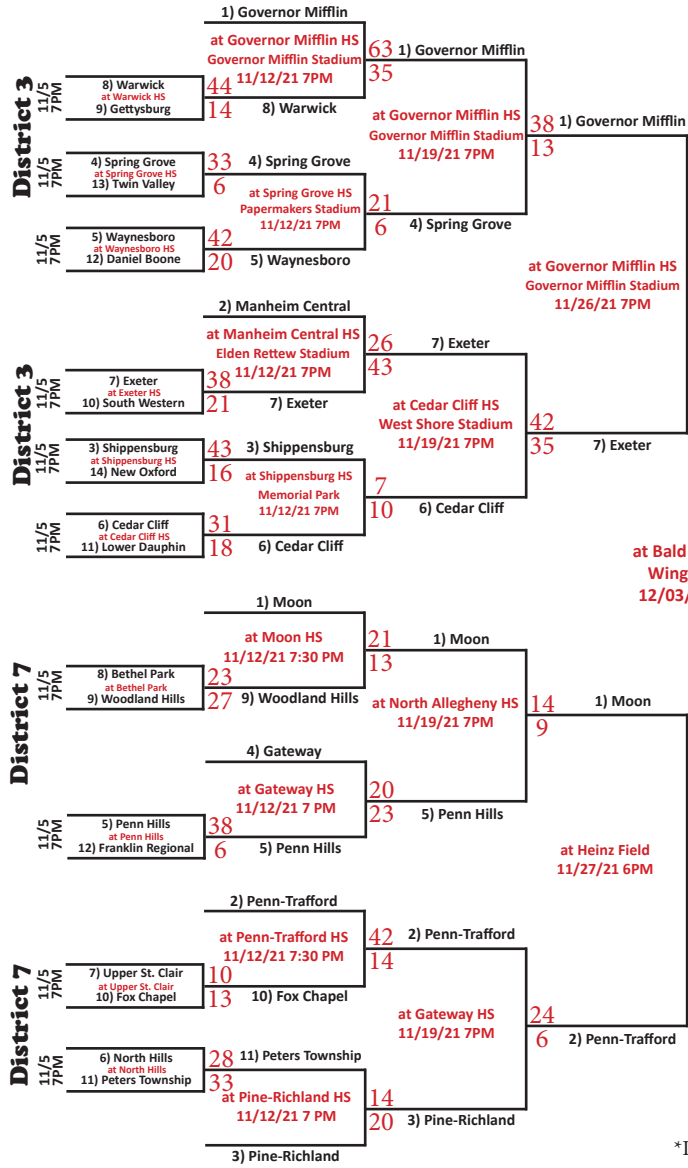 1) Governor Mifflin
at Governor Mifflin HS
Governor Mifflin Stadium
11/12/21 7PM
63
35
1) Governor Mifflin
District 3
11/5
7PM
8) Warwick
at Warwick HS
9) Gettysburg
44
14
8) Warwick
at Governor Mifflin HS
Governor Mifflin Stadium
11/19/21 7PM
38
13
1) Governor Mifflin
11/5
7PM
4) Spring Grove
at Spring Grove HS
13) Twin Valley
33
6
4) Spring Grove
at Spring Grove HS
Papermakers Stadium
11/12/21 7PM
21
6
4) Spring Grove
11/5
7PM
5) Waynesboro
at Waynesboro HS
12) Daniel Boone
42
20
5) Waynesboro
at Governor Mifflin HS
Governor Mifflin Stadium
11/26/21 7PM
2) Manheim Central
at Manheim Central HS
Elden Rettew Stadium
11/12/21 7PM
26
43
7) Exeter
District 3
11/5
7PM
7) Exeter
at Exeter HS
10) South Western
38
21
7) Exeter
at Cedar Cliff HS
West Shore Stadium
11/19/21 7PM
42
35
7) Exeter
11/5
7PM
3) Shippensburg
at Shippensburg HS
14) New Oxford
43
16
3) Shippensburg
at Shippensburg HS
Memorial Park
11/12/21 7PM
7
10
6) Cedar Cliff
11/5
7PM
6) Cedar Cliff
at Cedar Cliff HS
11) Lower Dauphin
31
18
6) Cedar Cliff
at Bald
Wing
12/03/
1) Moon
at Moon HS
11/12/21 7:30 PM
21
13
1) Moon
District 7
11/5
7PM
8) Bethel Park
at Bethel Park
9) Woodland Hills
23
27
9) Woodland Hills
at North Allegheny HS
11/19/21 7PM
14
9
1) Moon
4) Gateway
at Gateway HS
11/12/21 7 PM
20
23
5) Penn Hills
11/5
7PM
5) Penn Hills
at Penn Hills
12) Franklin Regional
38
6
5) Penn Hills
at Heinz Field
11/27/21 6PM
2) Penn-Trafford
at Penn-Trafford HS
11/12/21 7:30 PM
42
14
2) Penn-Trafford
District 7
11/5
7PM
7) Upper St. Clair
at Upper St. Clair
10) Fox Chapel
10
13
10) Fox Chapel
at Gateway HS
11/19/21 7PM
24
6
2) Penn-Trafford
11/5
7PM
6) North Hills
at North Hills
11) Peters Township
28
33
11) Peters Township
at Pine-Richland HS
11/12/21 7 PM
14
20
3) Pine-Richland
3) Pine-Richland